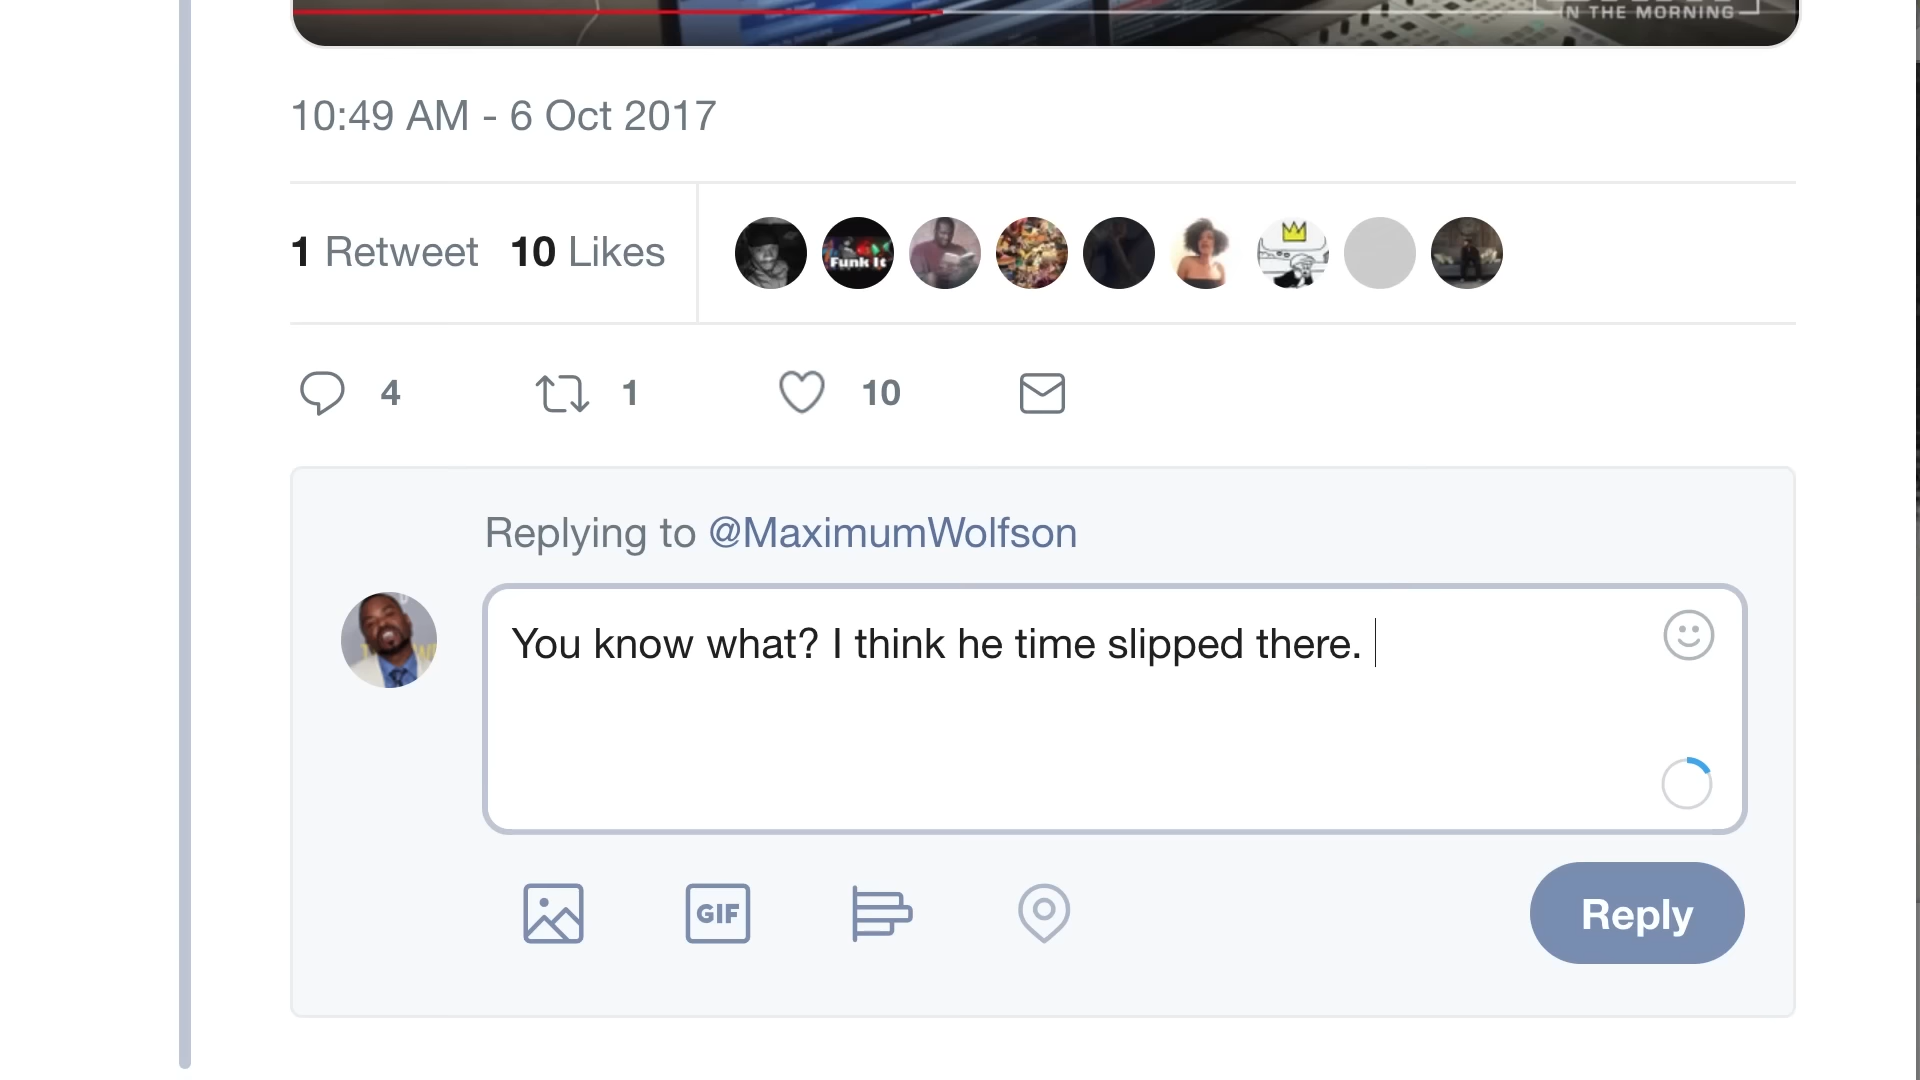 IN THE MORNING
10:49 AM - 6 Oct 2017
1 Retweet 10 Likes
Funk It
4 1 10
Replying to @MaximumWolfson
You know what? I think he time slipped there.
GIF
Reply